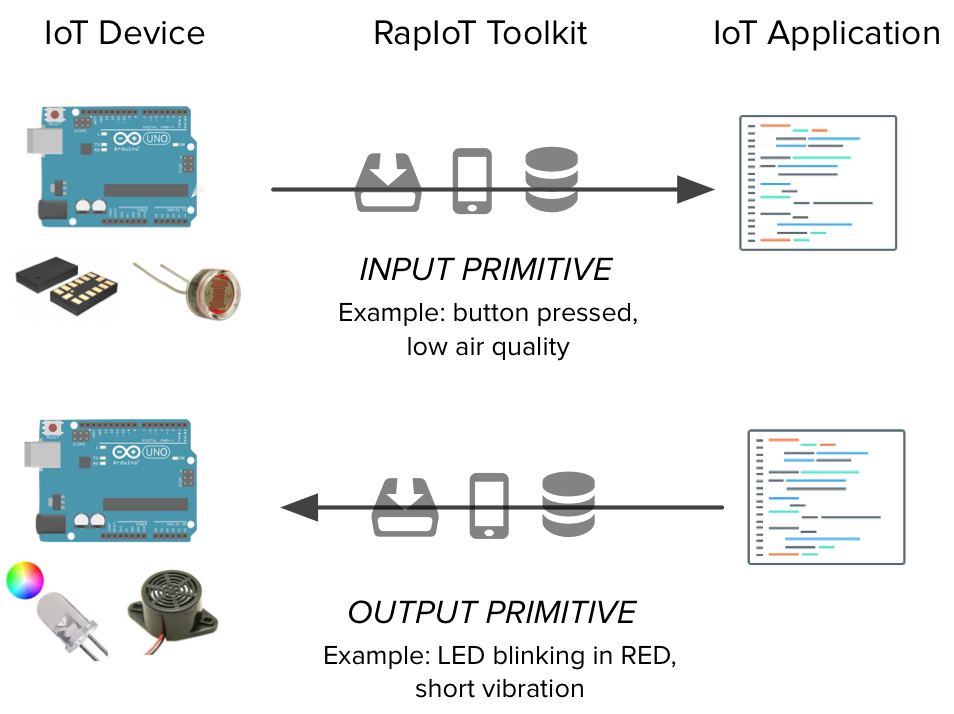 IoT Device
RapIoT Toolkit
IoT Application
UNO
Arduino
INPUT PRIMITIVE
Example: button pressed,
low air quality
UNO
Arduino
OUTPUT PRIMITIVE
Example: LED blinking in RED,
short vibration